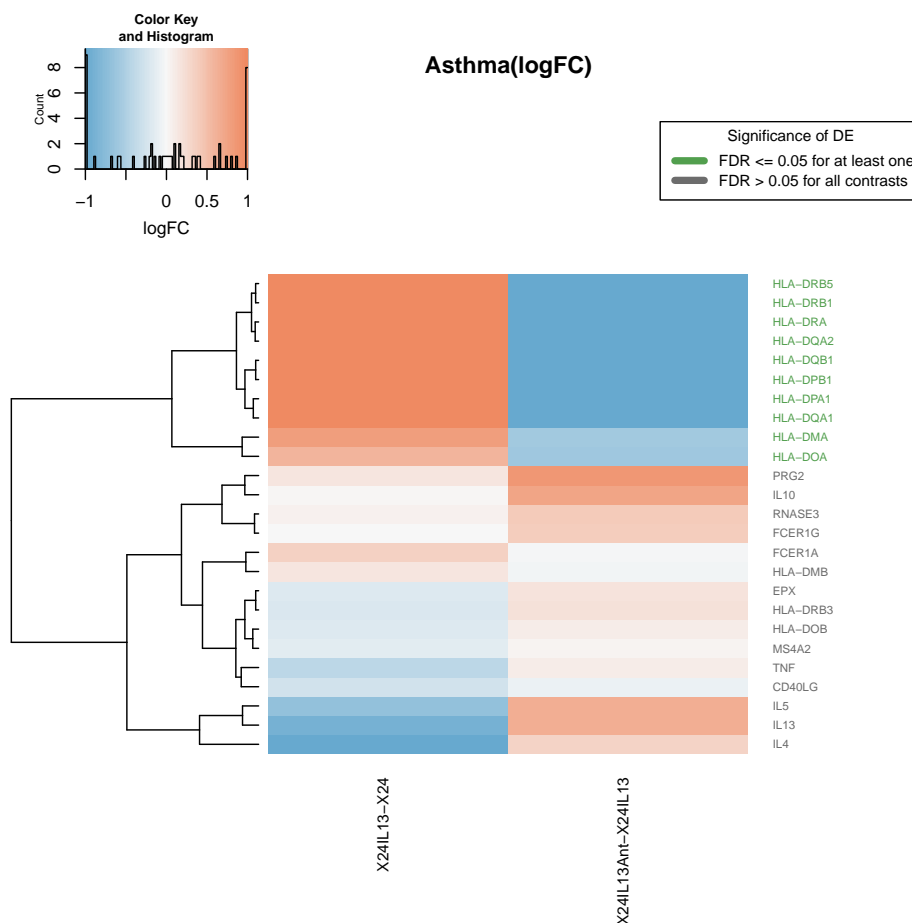 Color Key
and Histogram
Asthma(logFC)
Count
8
6
4
2
0
−1
0
0.5
1
logFC
Significance of DE
FDR <= 0.05 for at least one
FDR > 0.05 for all contrasts
HLA−DRB5
HLA−DRB1
HLA−DRA
HLA−DQA2
HLA−DQB1
HLA−DPB1
HLA−DPA1
HLA−DQA1
HLA−DMA
HLA−DOA
PRG2
IL10
RNASE3
FCER1G
FCER1A
HLA−DMB
EPX
HLA−DRB3
HLA−DOB
MS4A2
TNF
CD40LG
IL5
IL13
IL4
X24IL13−X24
X24IL13Ant−X24IL13